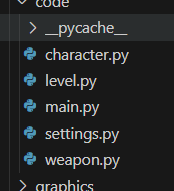 code
__pycache__
character.py
level.py
main.py
settings.py
weapon.py
graphics